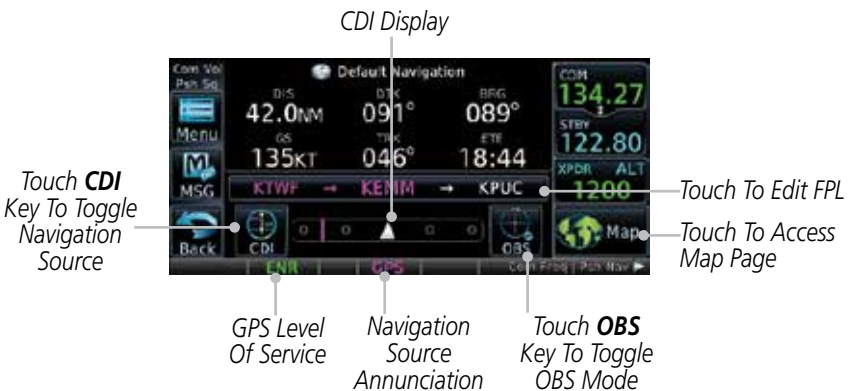 CDI Display
Com Vol
Psh Sq
Default Navigation
COM
134.27
DIS
DTK
BRG
42.0NM
091°
089°
Menu
GS
TRK
ETE
STBY
122.80
135KT
046°
18:44
XPDR ALT
1200
MSG
KTWF → KEMM → KPUC
Touch CDI
Key To Toggle
Navigation
Source
Touch To Edit FPL
Back
CDI
OBS
Map
Touch To Access
Map Page
ENR
GPS
Com Freq Psh Nav
GPS Level
Of Service
Navigation
Source
Annunciation
Touch OBS
Key To Toggle
OBS Mode